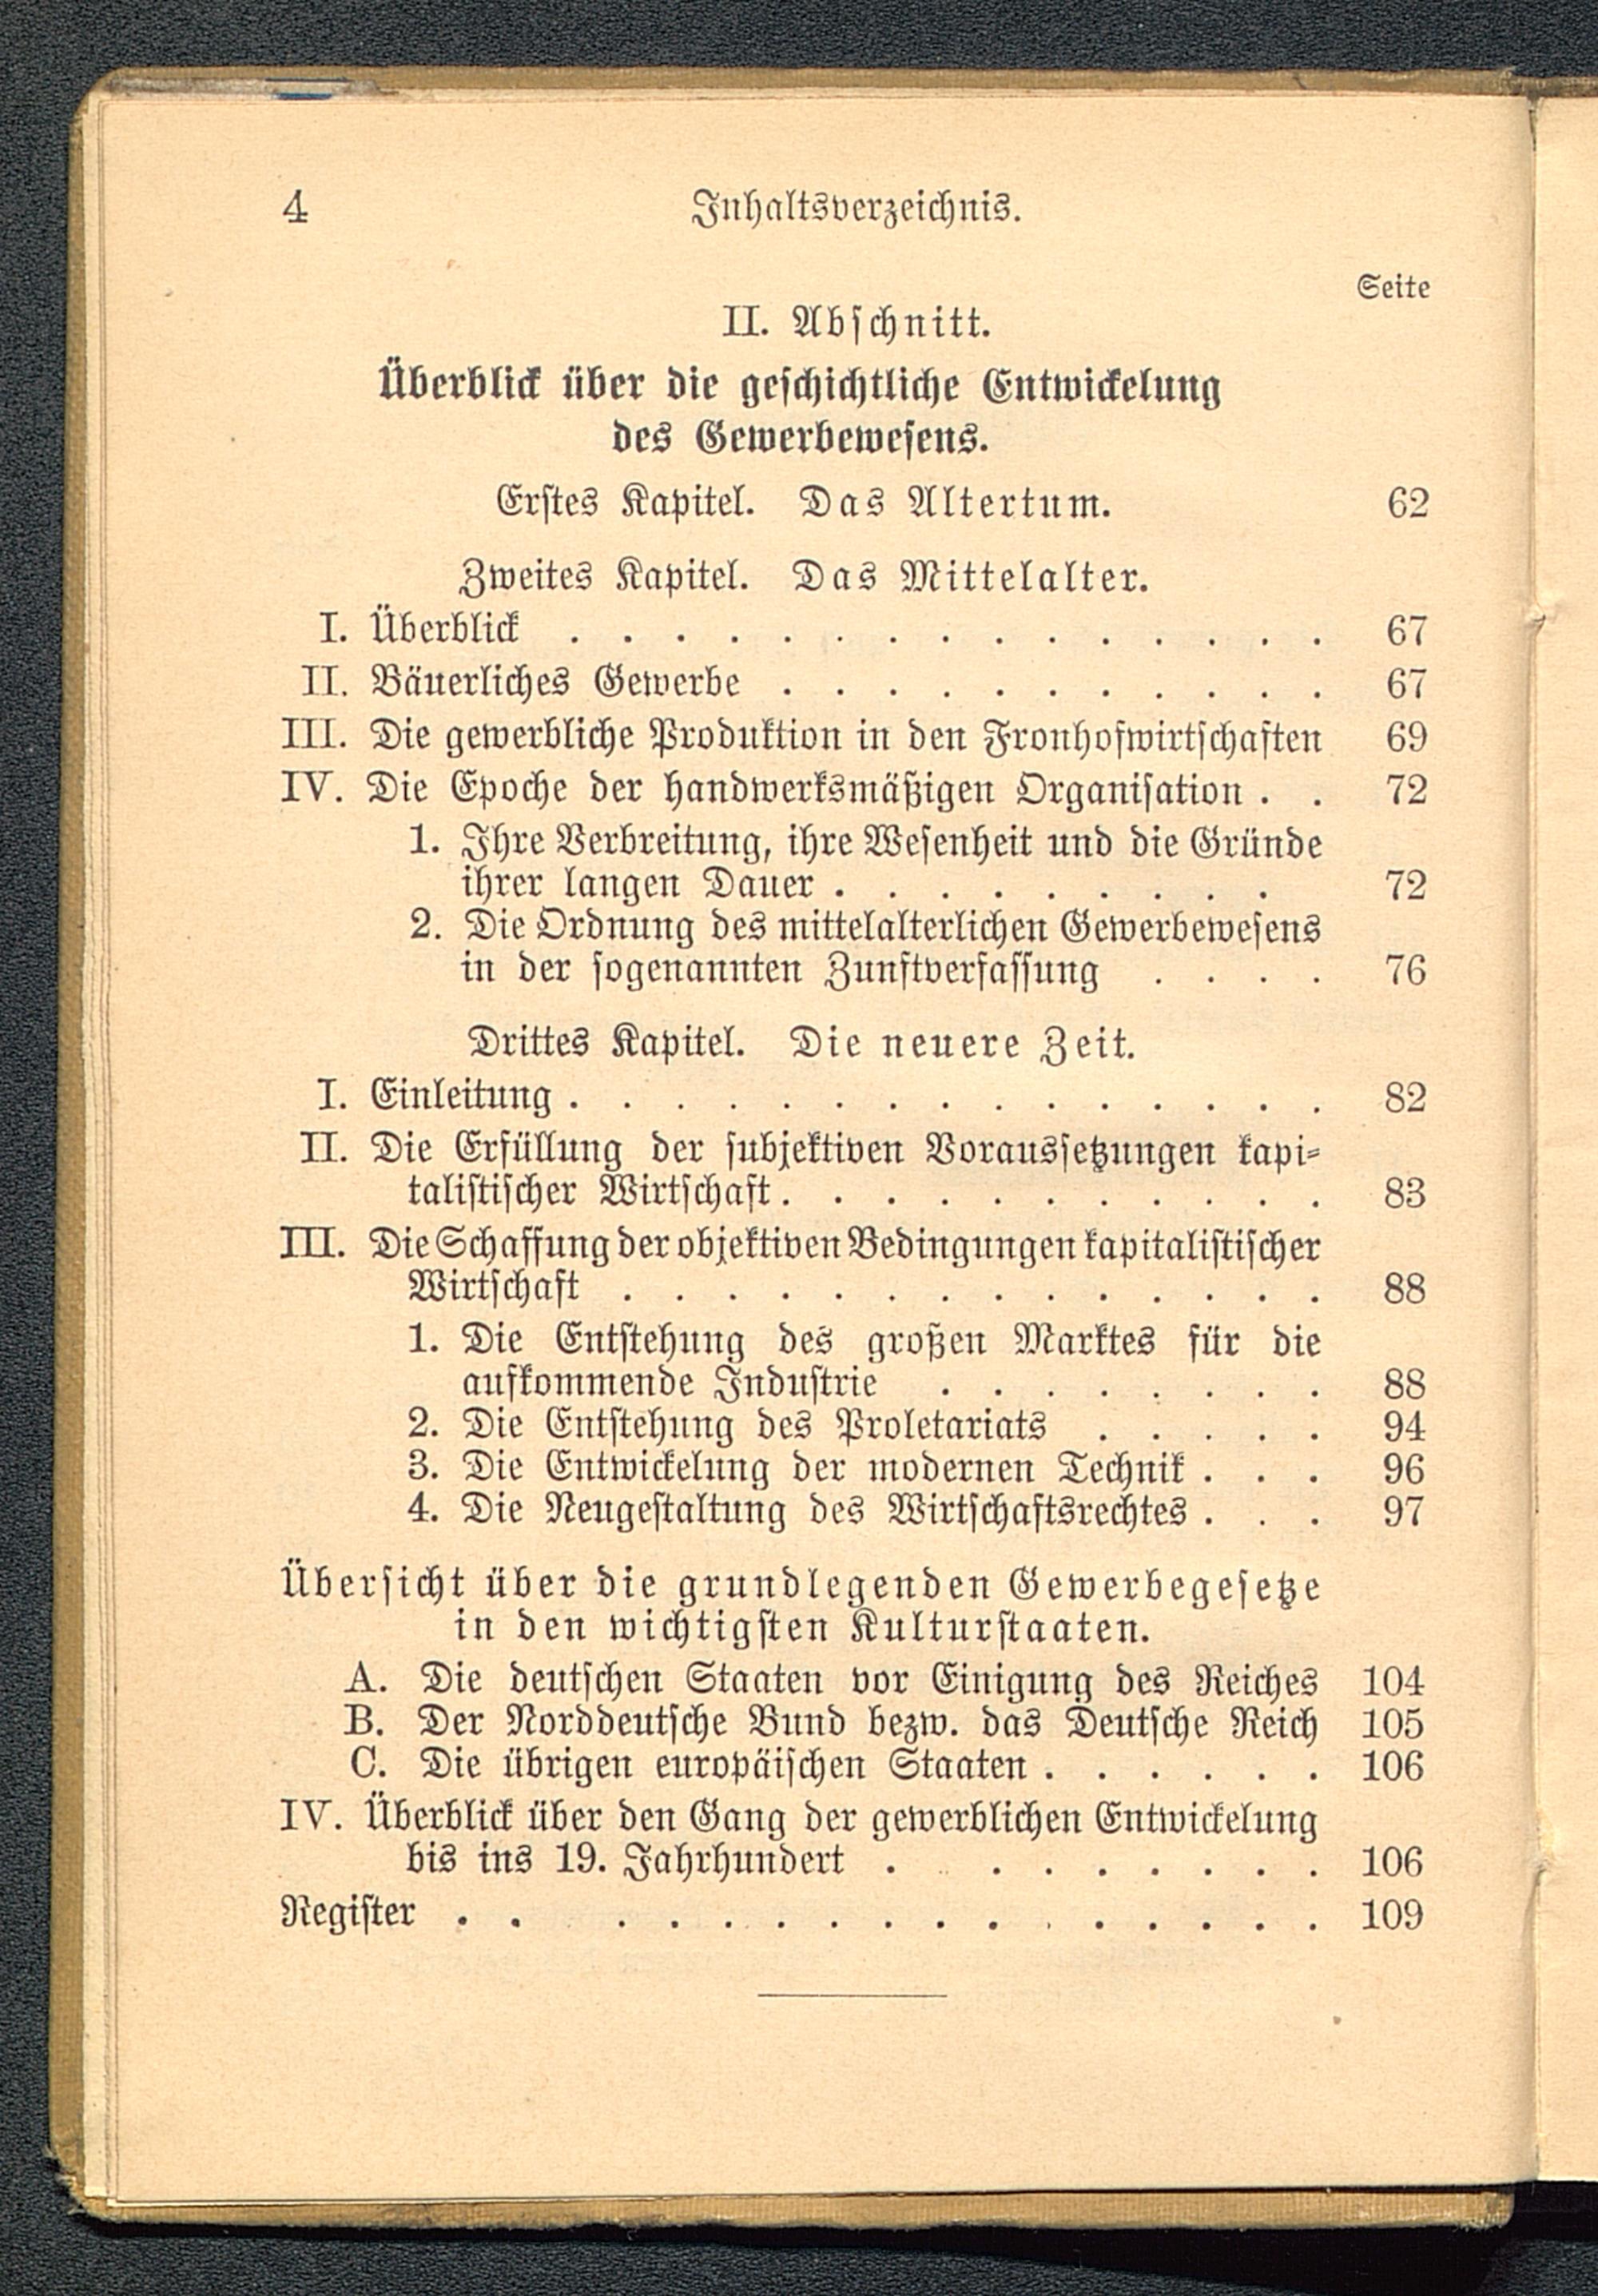 4 Inhaltsverzeichnis.
Seite
II. Abschnitt.
Überblick über die geschichtliche Entwickelung
des Gewerbewesens.
Erstes Kapitel. Das Altertum. 62
Zweites Kapitel. Das Mittelalter.
I. Überblick . . . . . . . . . . . . . . . 67
II. Bäuerliches Gewerbe . . . . . . . . . . . 67
III. Die gewerbliche Produktion in den Fronhofwirtschaften 69
IV. Die Epoche der handwerksmäßigen Organisation . . 72
1. Ihre Verbreitung, ihre Wesenheit und die Gründe
ihrer langen Dauer . . . . . . . . . 72
2. Die Ordnung des mittelalterlichen Gewerbewesens
in der sogenannten Zunftverfassung . . . . 76
Drittes Kapitel. Die neuere Zeit.
I. Einleitung . . . . . . . . . . . . . . . 82
II. Die Erfüllung der subjektiven Voraussetzungen kapi-
talistischer Wirtschaft . . . . . . . . . . . 83
III. Die Schaffung der objektiven Bedingungen kapitalistischer
Wirtschaft . . . . . . . . . . . . . . 88
1. Die Entstehung des großen Marktes für die
aufkommende Industrie . . . . . . . . 88
2. Die Entstehung des Proletariats . . . . . 94
3. Die Entwickelung der modernen Technik . . . 96
4. Die Neugestaltung des Wirtschaftsrechtes . . . 97
Übersicht über die grundlegenden Gewerbegesetze
in den wichtigsten Kulturstaaten.
A. Die deutschen Staaten vor Einigung des Reiches 104
B. Der Norddeutsche Bund bezw. das Deutsche Reich 105
C. Die übrigen europäischen Staaten . . . . . . 106
IV. Überblick über den Gang der gewerblichen Entwickelung
bis ins 19. Jahrhundert . . . . . . . . 106
Register . . . . . . . . . . . . . . . . 109